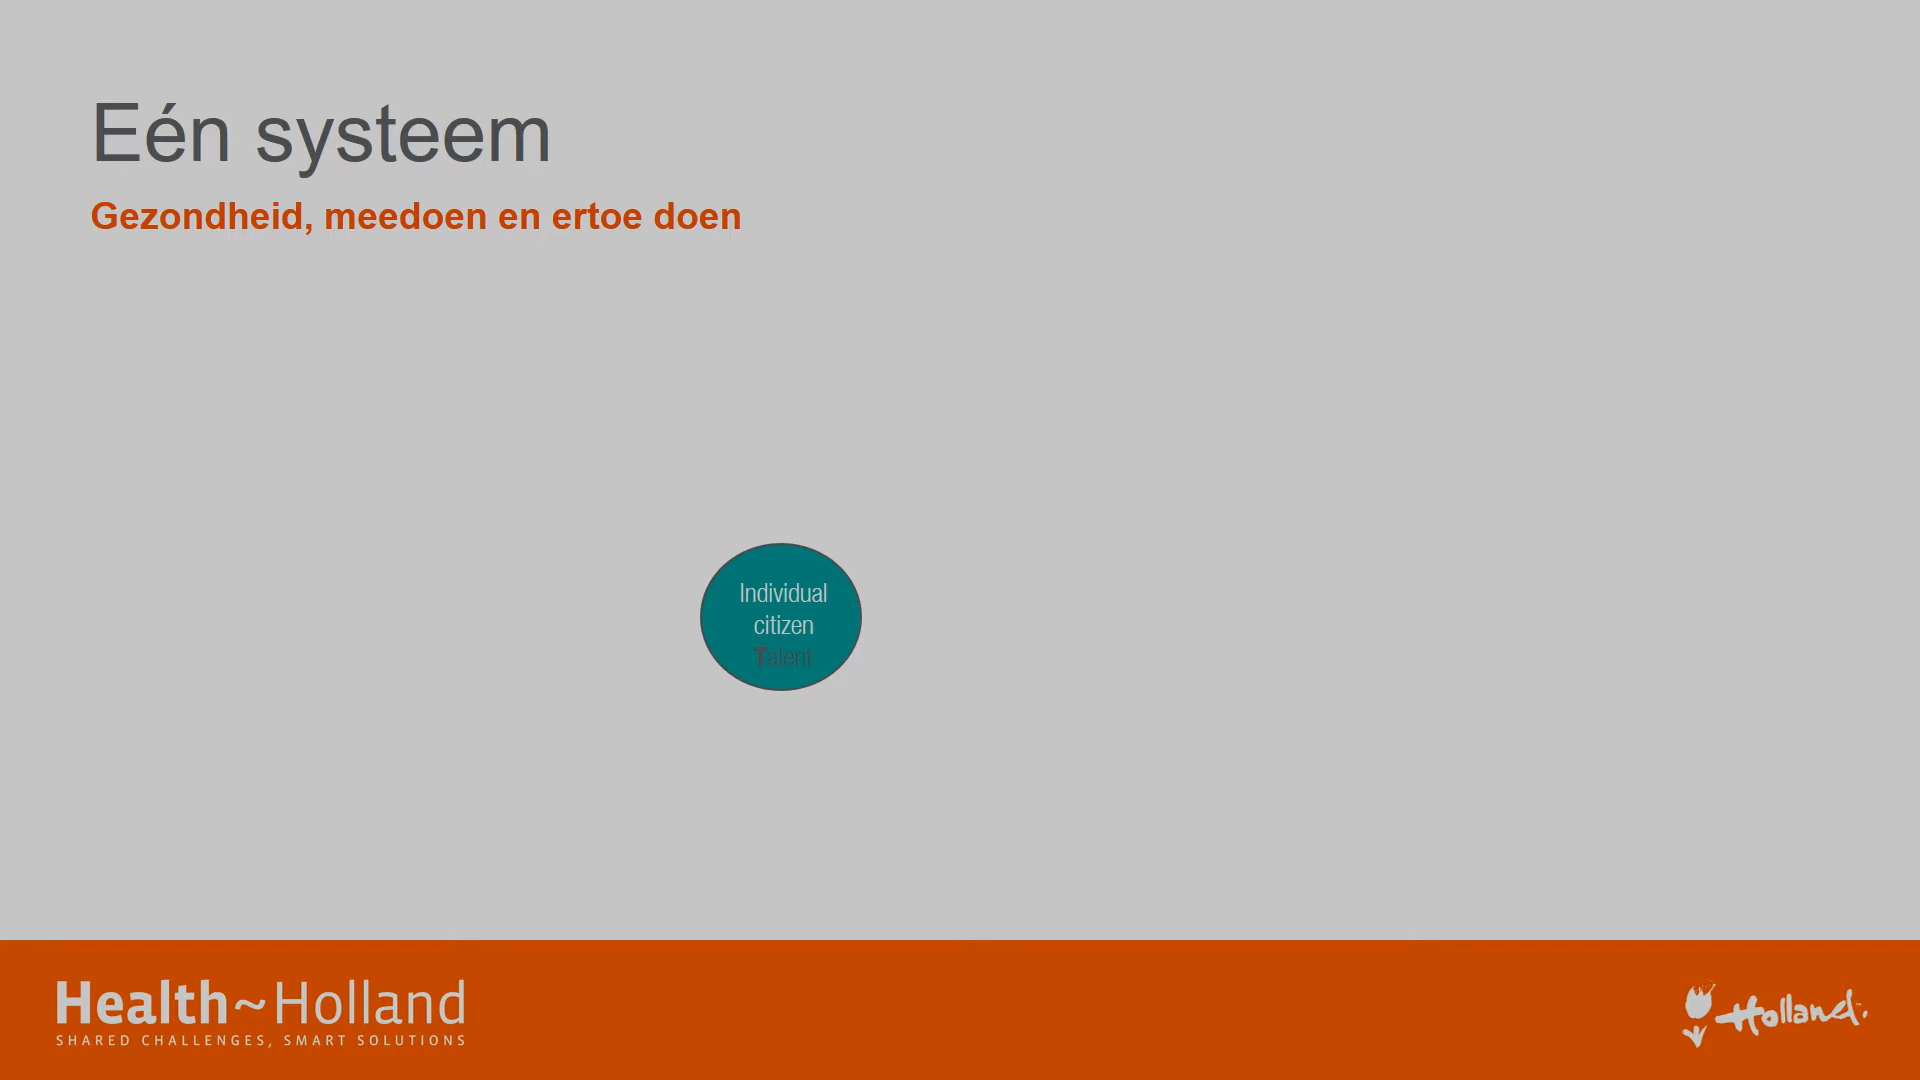 Eén systeem
Gezondheid, meedoen en ertoe doen
Individual
citizen
Talent
Health~Holland
SHARED CHALLENGES, SMART SOLUTIONS
Holland.